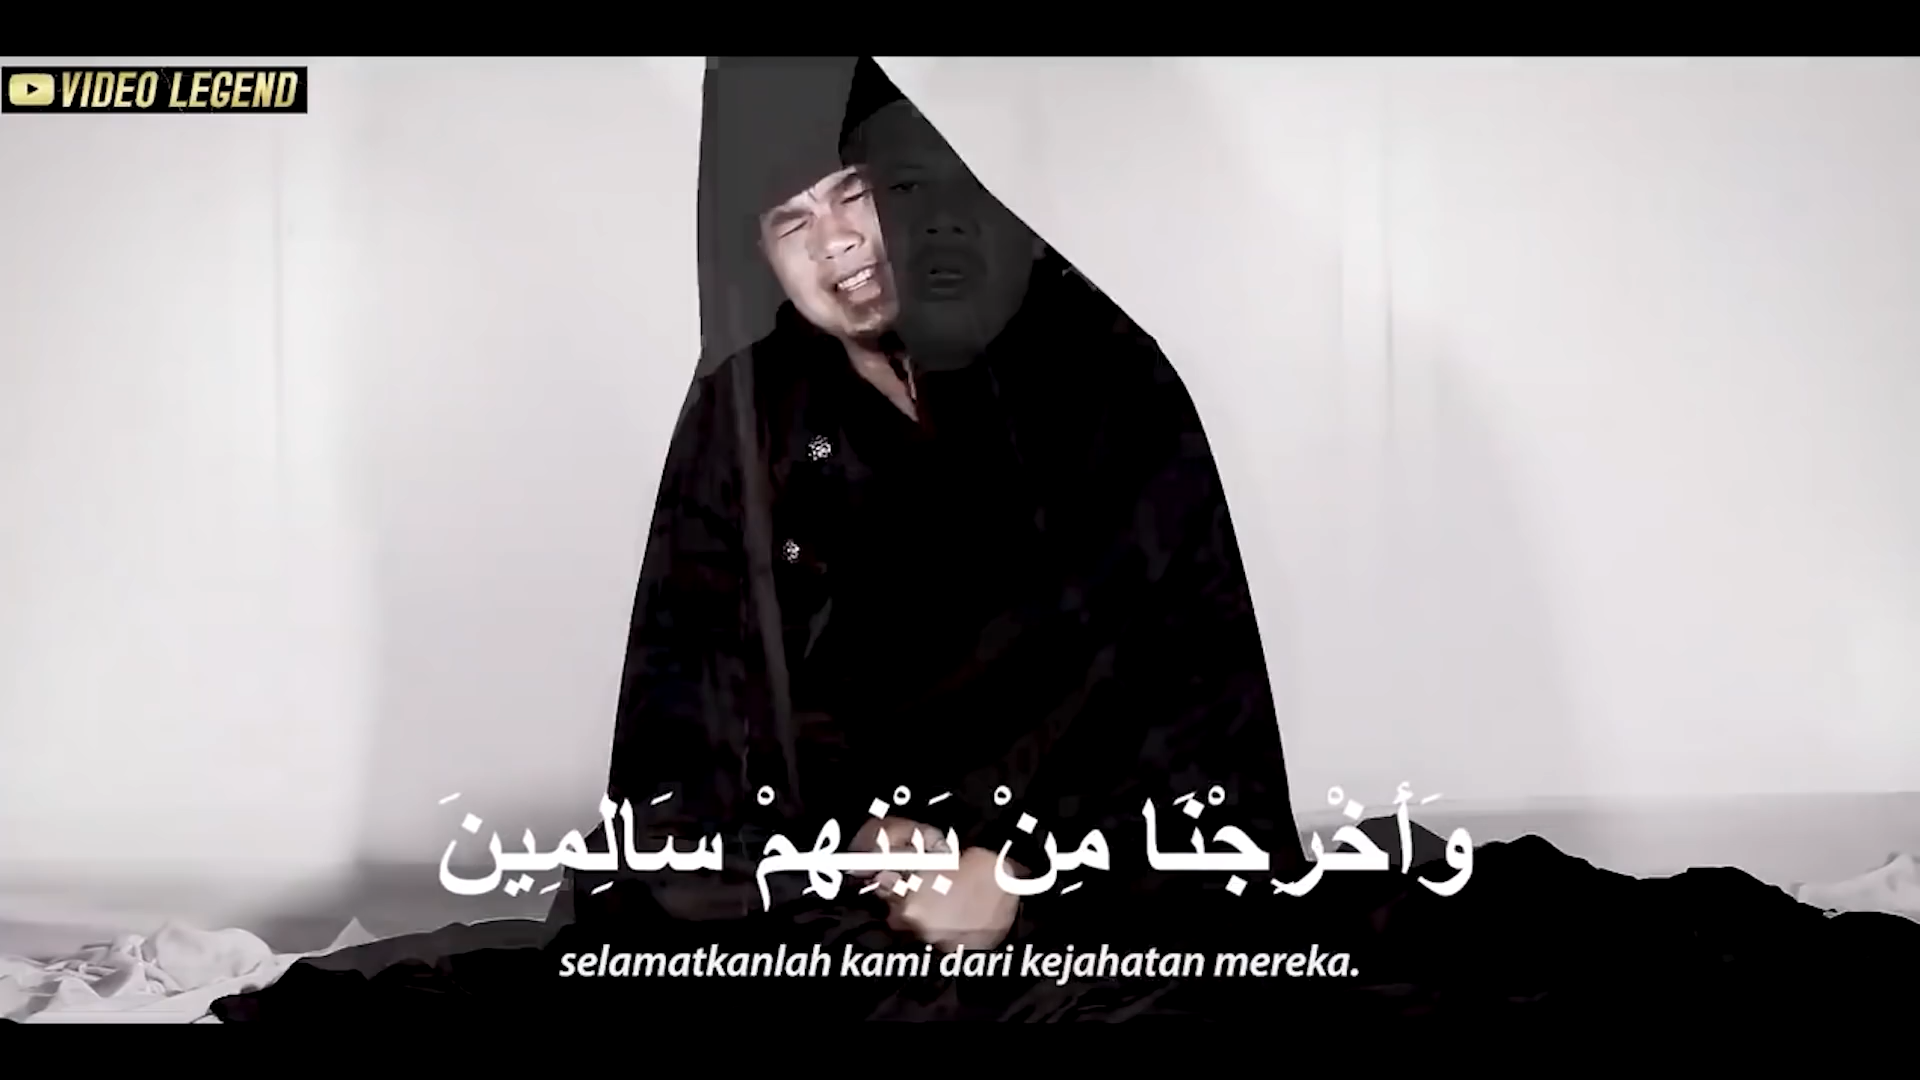 VIDEO LEGEND
وَأَخْرِجْنَا مِنْ بَيْنِهِمْ سَالِمِينَ
selamatkanlah kami dari kejahatan mereka.